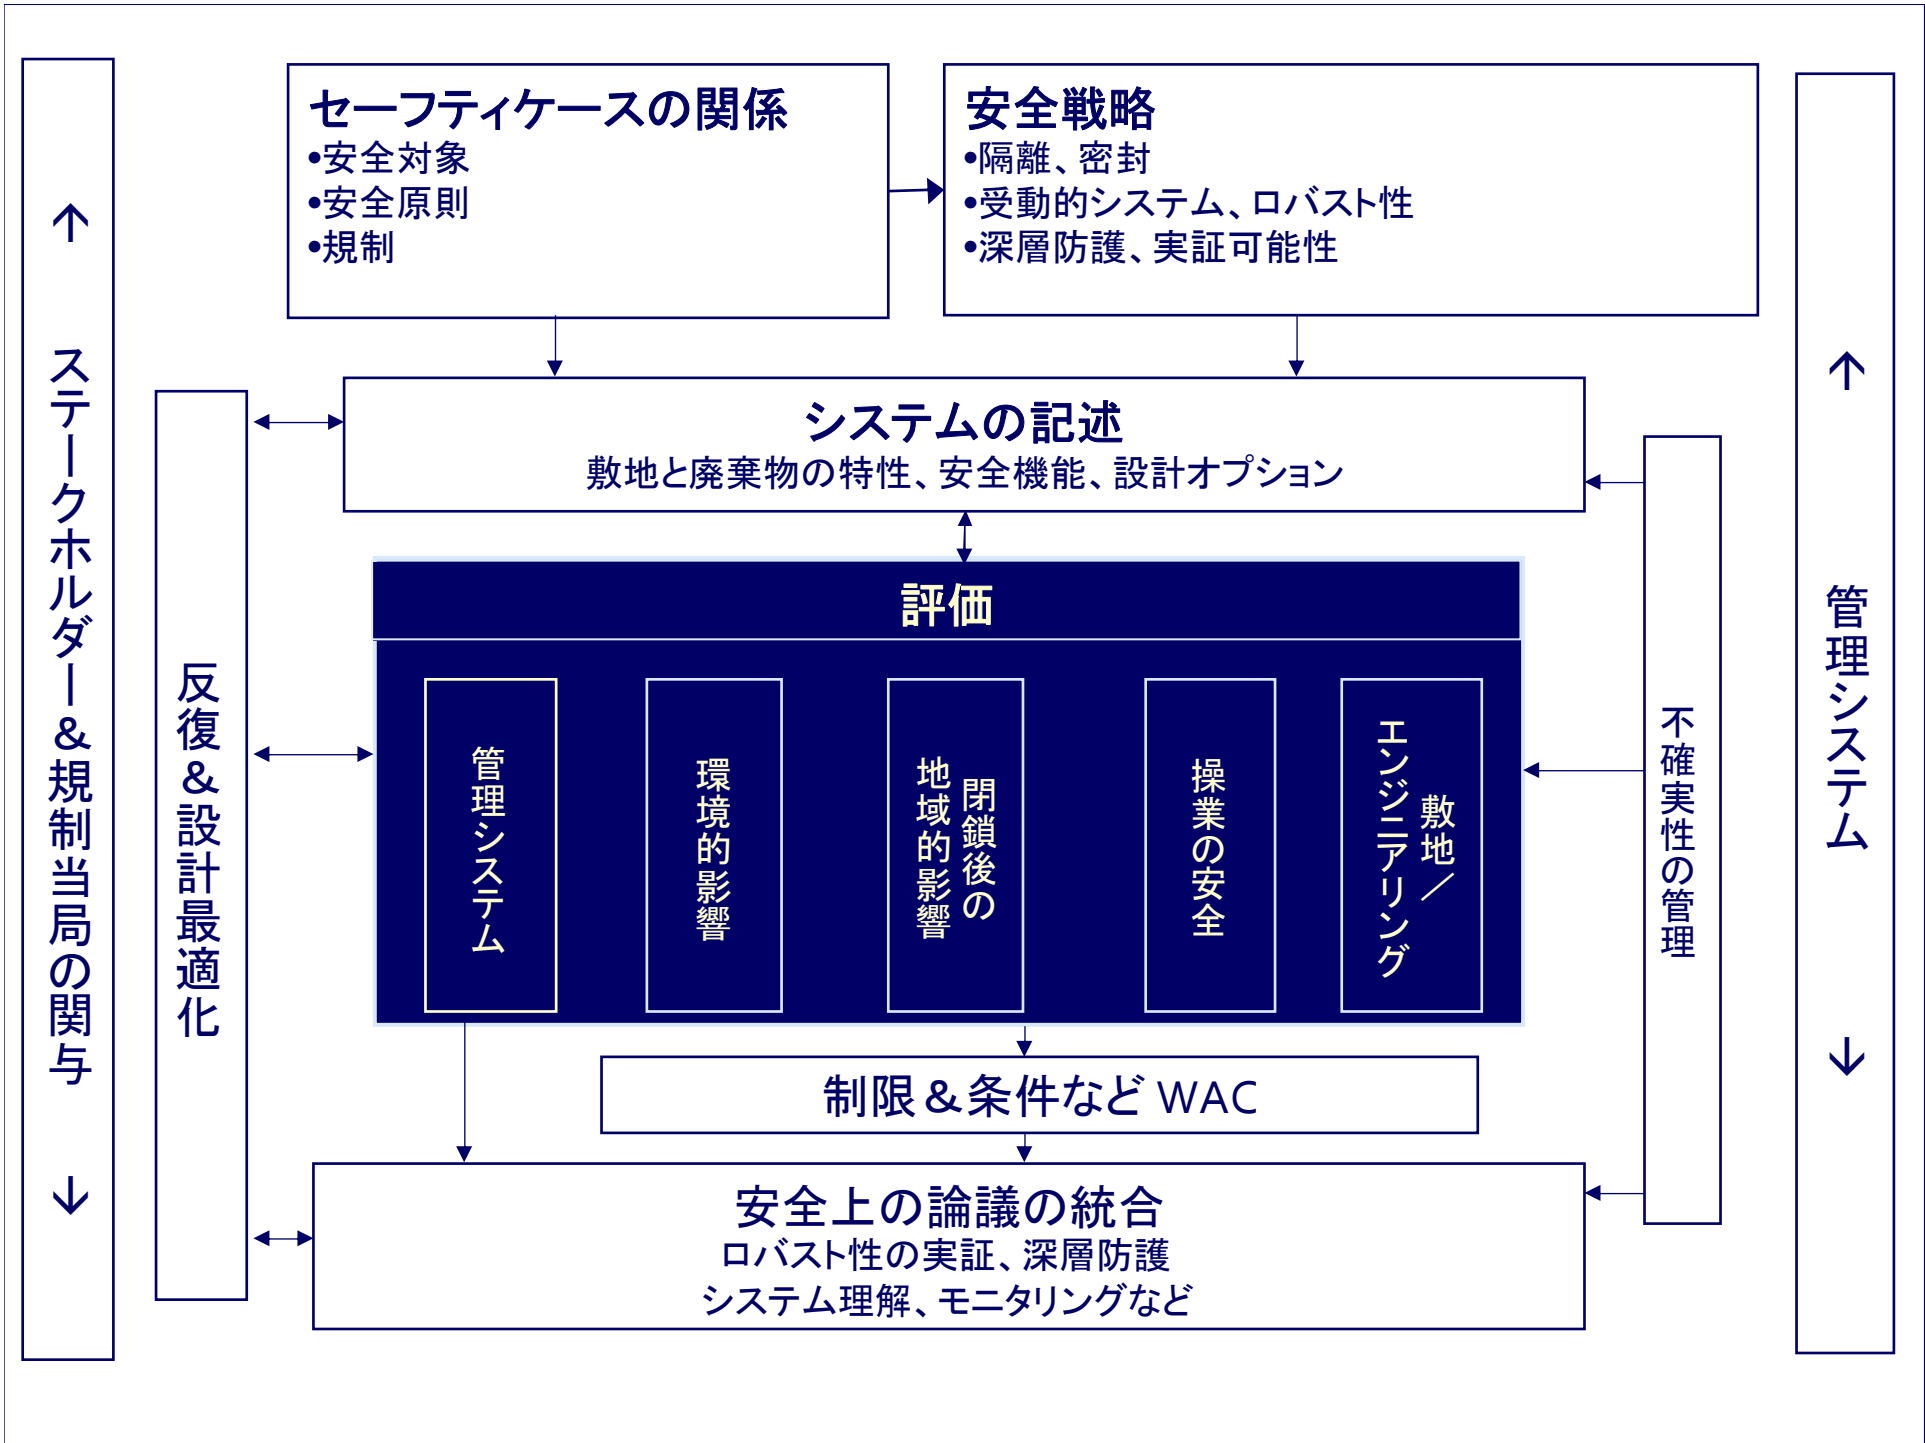 セーフティケースの関係
•安全対象
•安全原則
•規制
安全戦略
•隔離、密封
•受動的システム、ロバスト性
•深層防護、実証可能性
↑ ステークホルダー＆規制当局の関与 ↓
反復＆設計最適化
システムの記述
敷地と廃棄物の特性、安全機能、設計オプション
評価
管理システム
環境的影響
閉鎖後の
地域的影響
操業の安全
敷地／
エンジニアリング
不確実性の管理
↑ 管理システム ↓
制限＆条件など WAC
安全上の論議の統合
ロバスト性の実証、深層防護
システム理解、モニタリングなど